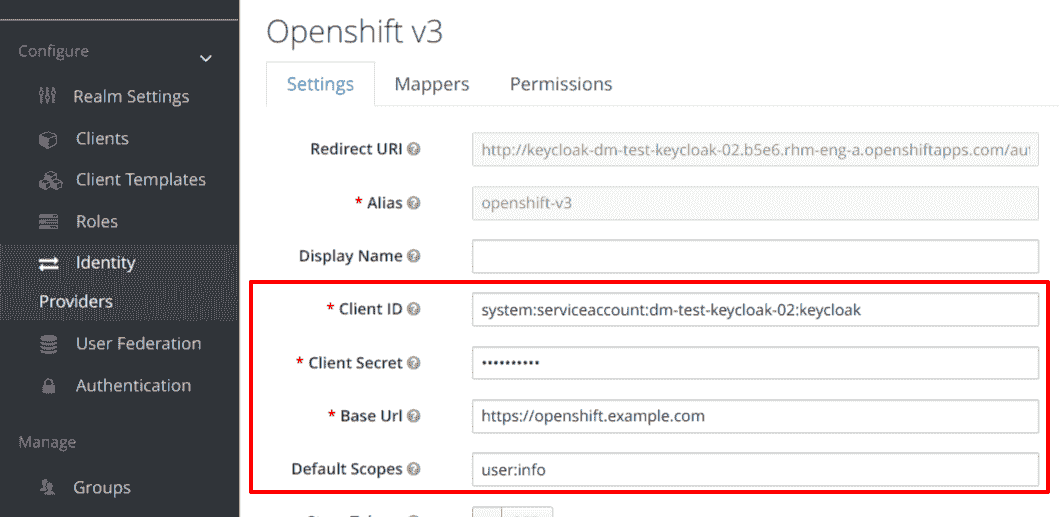 Configure
Realm Settings
Clients
Client Templates
Roles
Identity
Providers
User Federation
Authentication
Manage
Groups
Openshift v3
Settings Mappers Permissions
Redirect URI http://keycloak-dm-test-keycloak-02.b5e6.rhm-eng-a.openshiftapps.com/aut
* Alias openshift-v3
Display Name
* Client ID system:serviceaccount:dm-test-keycloak-02:keycloak
* Client Secret ••••••••••
* Base Url https://openshift.example.com
Default Scopes user:info